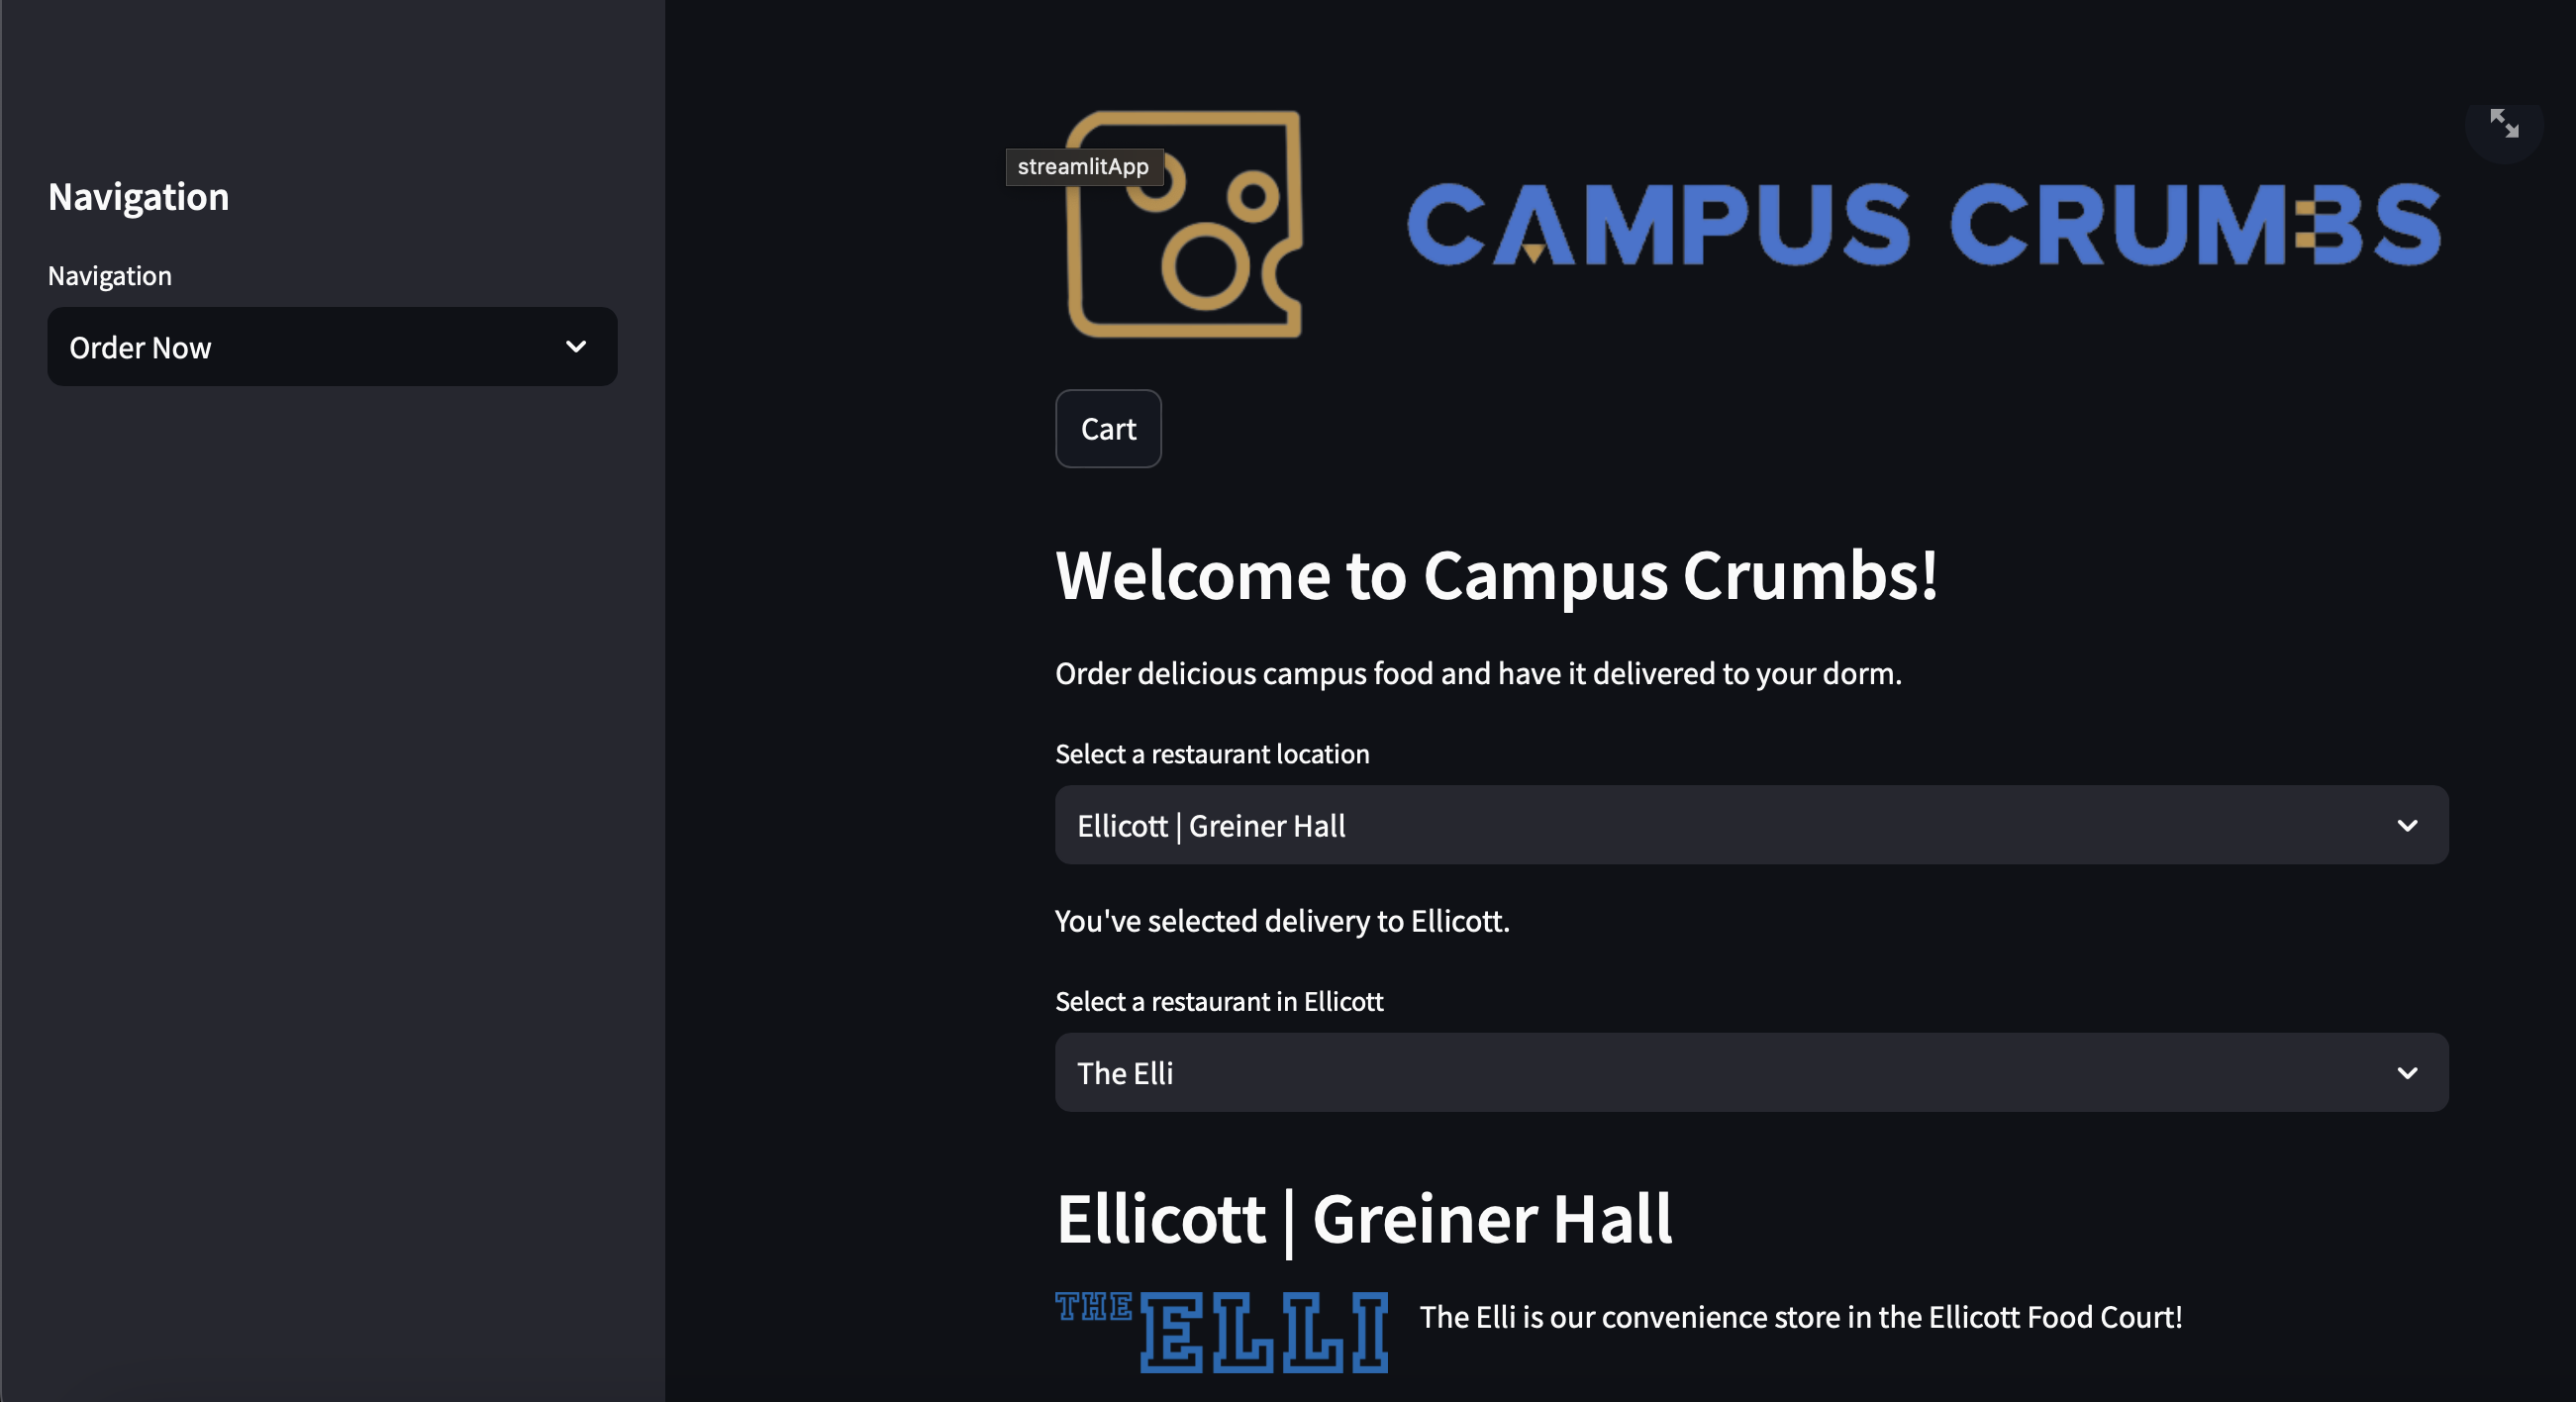 Navigation
Navigation
Order Now
streamlitApp
CAMPUS CRUMBS
Cart
Welcome to Campus Crumbs!
Order delicious campus food and have it delivered to your dorm.
Select a restaurant location
Ellicott | Greiner Hall
You've selected delivery to Ellicott.
Select a restaurant in Ellicott
The Elli
Ellicott | Greiner Hall
THE ELLI
The Elli is our convenience store in the Ellicott Food Court!